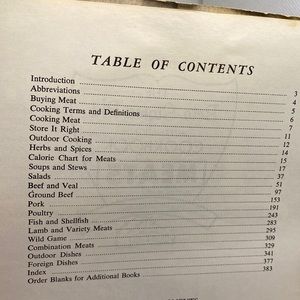 TABLE OF CONTENTS
Introduction 3
Abbreviations 4
Buying Meat 5
Cooking Terms and Definitions 6
Cooking Meat 7
Store It Right 11
Outdoor Cooking 12
Herbs and Spices 14
Calorie Chart for Meats 15
Soups and Stews 17
Salads 37
Beef and Veal 51
Ground Beef 97
Pork 153
Poultry 191
Fish and Shellfish 243
Lamb and Variety Meats 283
Wild Game 295
Combination Meats 309
Outdoor Dishes 329
Foreign Dishes 341
Index 377
Order Blanks for Additional Books 383